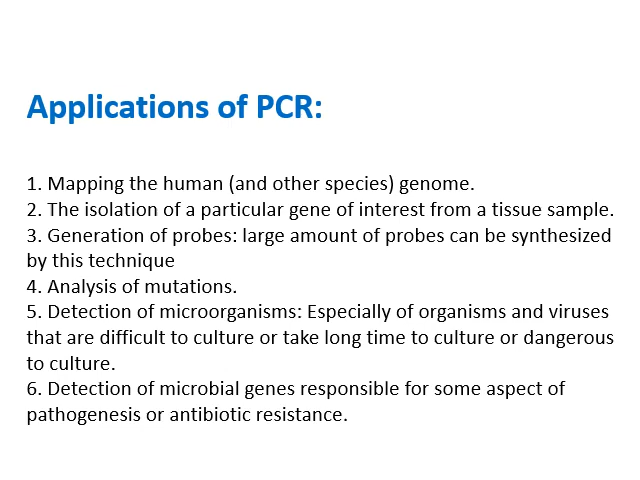 Applications of PCR:
1. Mapping the human (and other species) genome.
2. The isolation of a particular gene of interest from a tissue sample.
3. Generation of probes: large amount of probes can be synthesized
by this technique
4. Analysis of mutations.
5. Detection of microorganisms: Especially of organisms and viruses
that are difficult to culture or take long time to culture or dangerous
to culture.
6. Detection of microbial genes responsible for some aspect of
pathogenesis or antibiotic resistance.